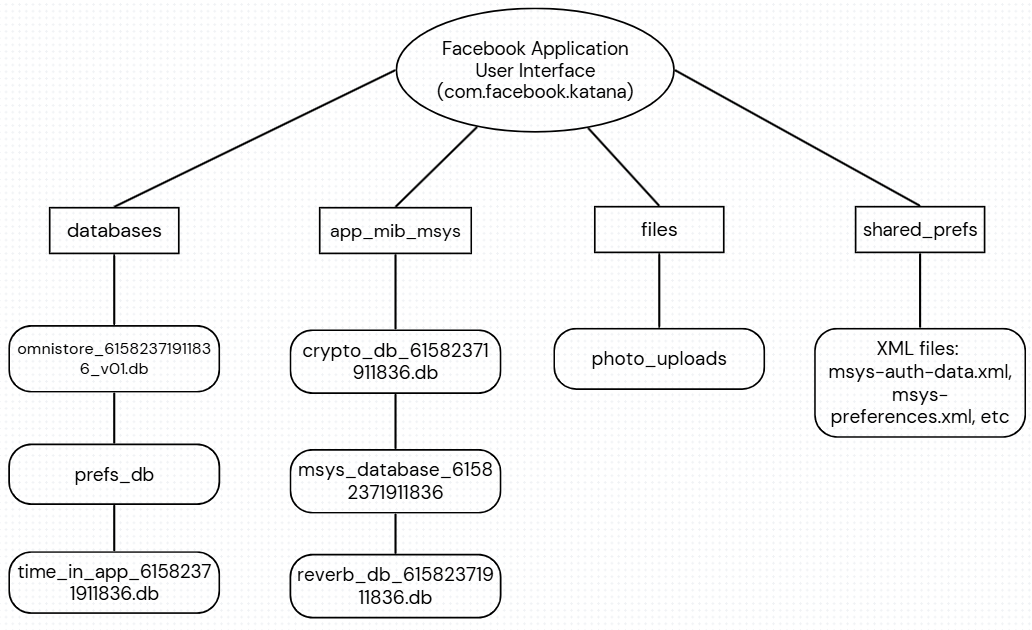 Facebook Application
User Interface
(com.facebook.katana)
databases
app_mib_msys
files
shared_prefs
omnistore_6158237191183
6_v01.db
crypto_db_61582371
911836.db
photo_uploads
XML files:
msys-auth-data.xml,
msys-
preferences.xml, etc
prefs_db
msys_database_6158
2371911836
time_in_app_6158237
1911836.db
reverb_db_615823719
11836.db